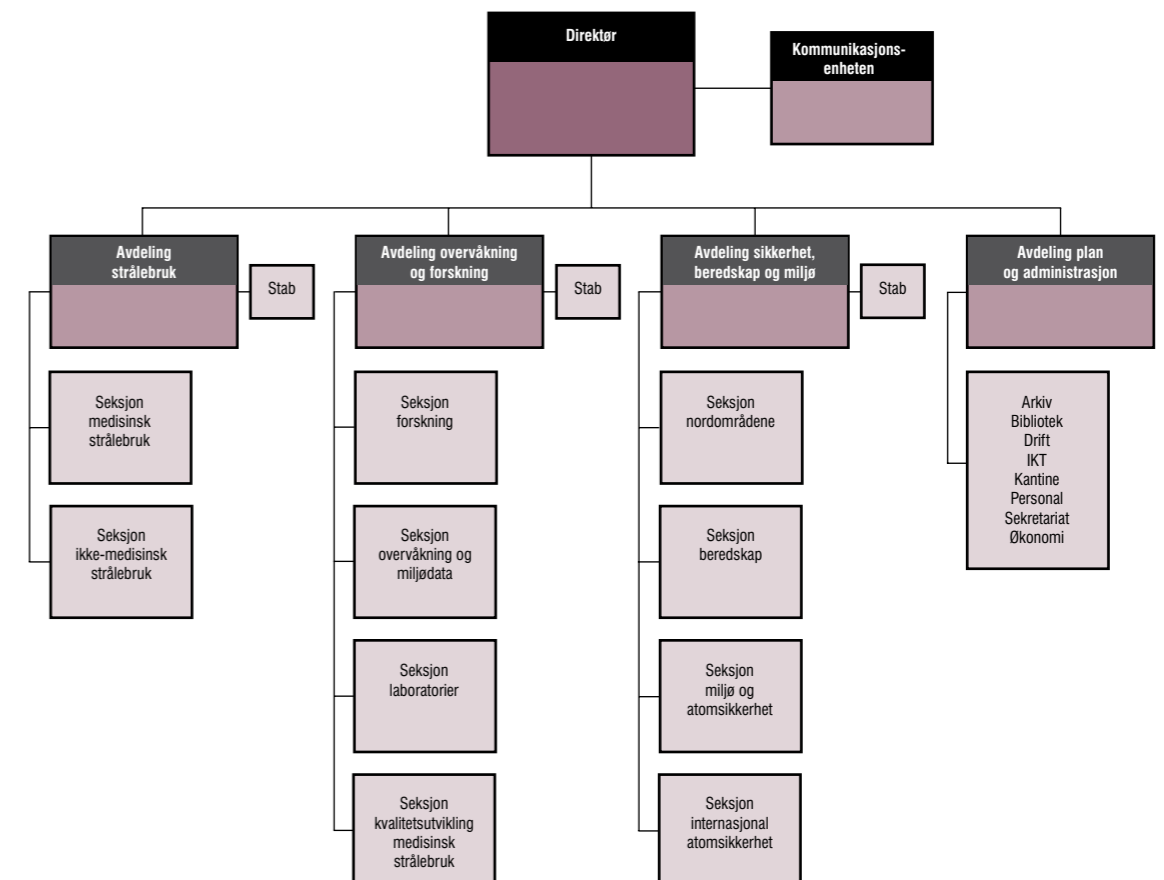 Direktør
Kommunikasjons-
enheten
Avdeling
strålebruk
Stab
Avdeling overvåkning
og forskning
Stab
Avdeling sikkerhet,
beredskap og miljø
Stab
Avdeling plan
og administrasjon
Seksjon
medisinsk
strålebruk
Seksjon
ikke-medisinsk
strålebruk
Seksjon
forskning
Seksjon
overvåkning og
miljødata
Seksjon
laboratorier
Seksjon
kvalitetsutvikling
medisinsk
strålebruk
Seksjon
nordområdene
Seksjon
beredskap
Seksjon
miljø og
atomsikkerhet
Seksjon
internasjonal
atomsikkerhet
Arkiv
Bibliotek
Drift
IKT
Kantine
Personal
Sekretariat
Økonomi